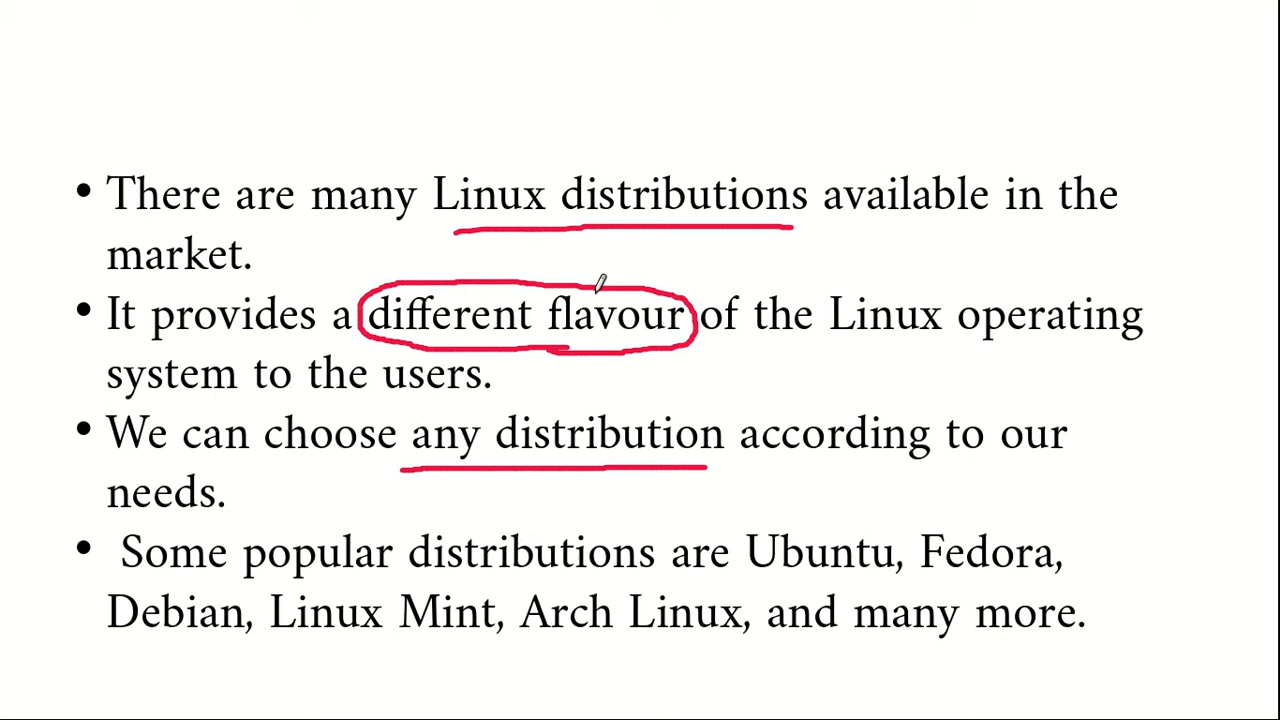 • There are many Linux distributions available in the
market.
• It provides a different flavour of the Linux operating
system to the users.
• We can choose any distribution according to our
needs.
• Some popular distributions are Ubuntu, Fedora,
Debian, Linux Mint, Arch Linux, and many more.